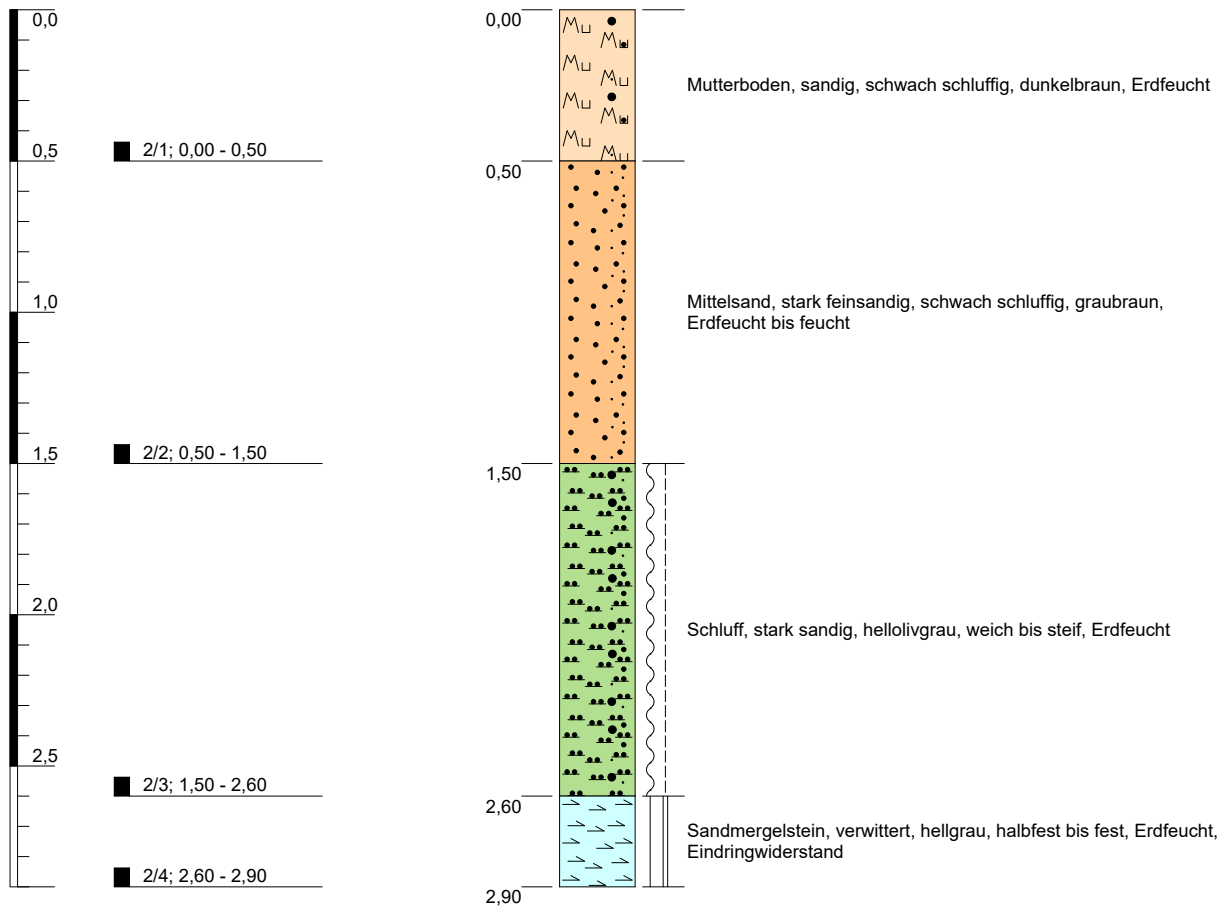 0,0
0,00
Mutterboden, sandig, schwach schluffig, dunkelbraun, Erdfeucht
0,5
2/1; 0,00 - 0,50
0,50
1,0
Mittelsand, stark feinsandig, schwach schluffig, graubraun,
Erdfeucht bis feucht
1,5
2/2; 0,50 - 1,50
1,50
2,0
Schluff, stark sandig, hellolivgrau, weich bis steif, Erdfeucht
2,5
2/3; 1,50 - 2,60
2,60
Sandmergelstein, verwittert, hellgrau, halbfest bis fest, Erdfeucht,
Eindringwiderstand
2/4; 2,60 - 2,90
2,90